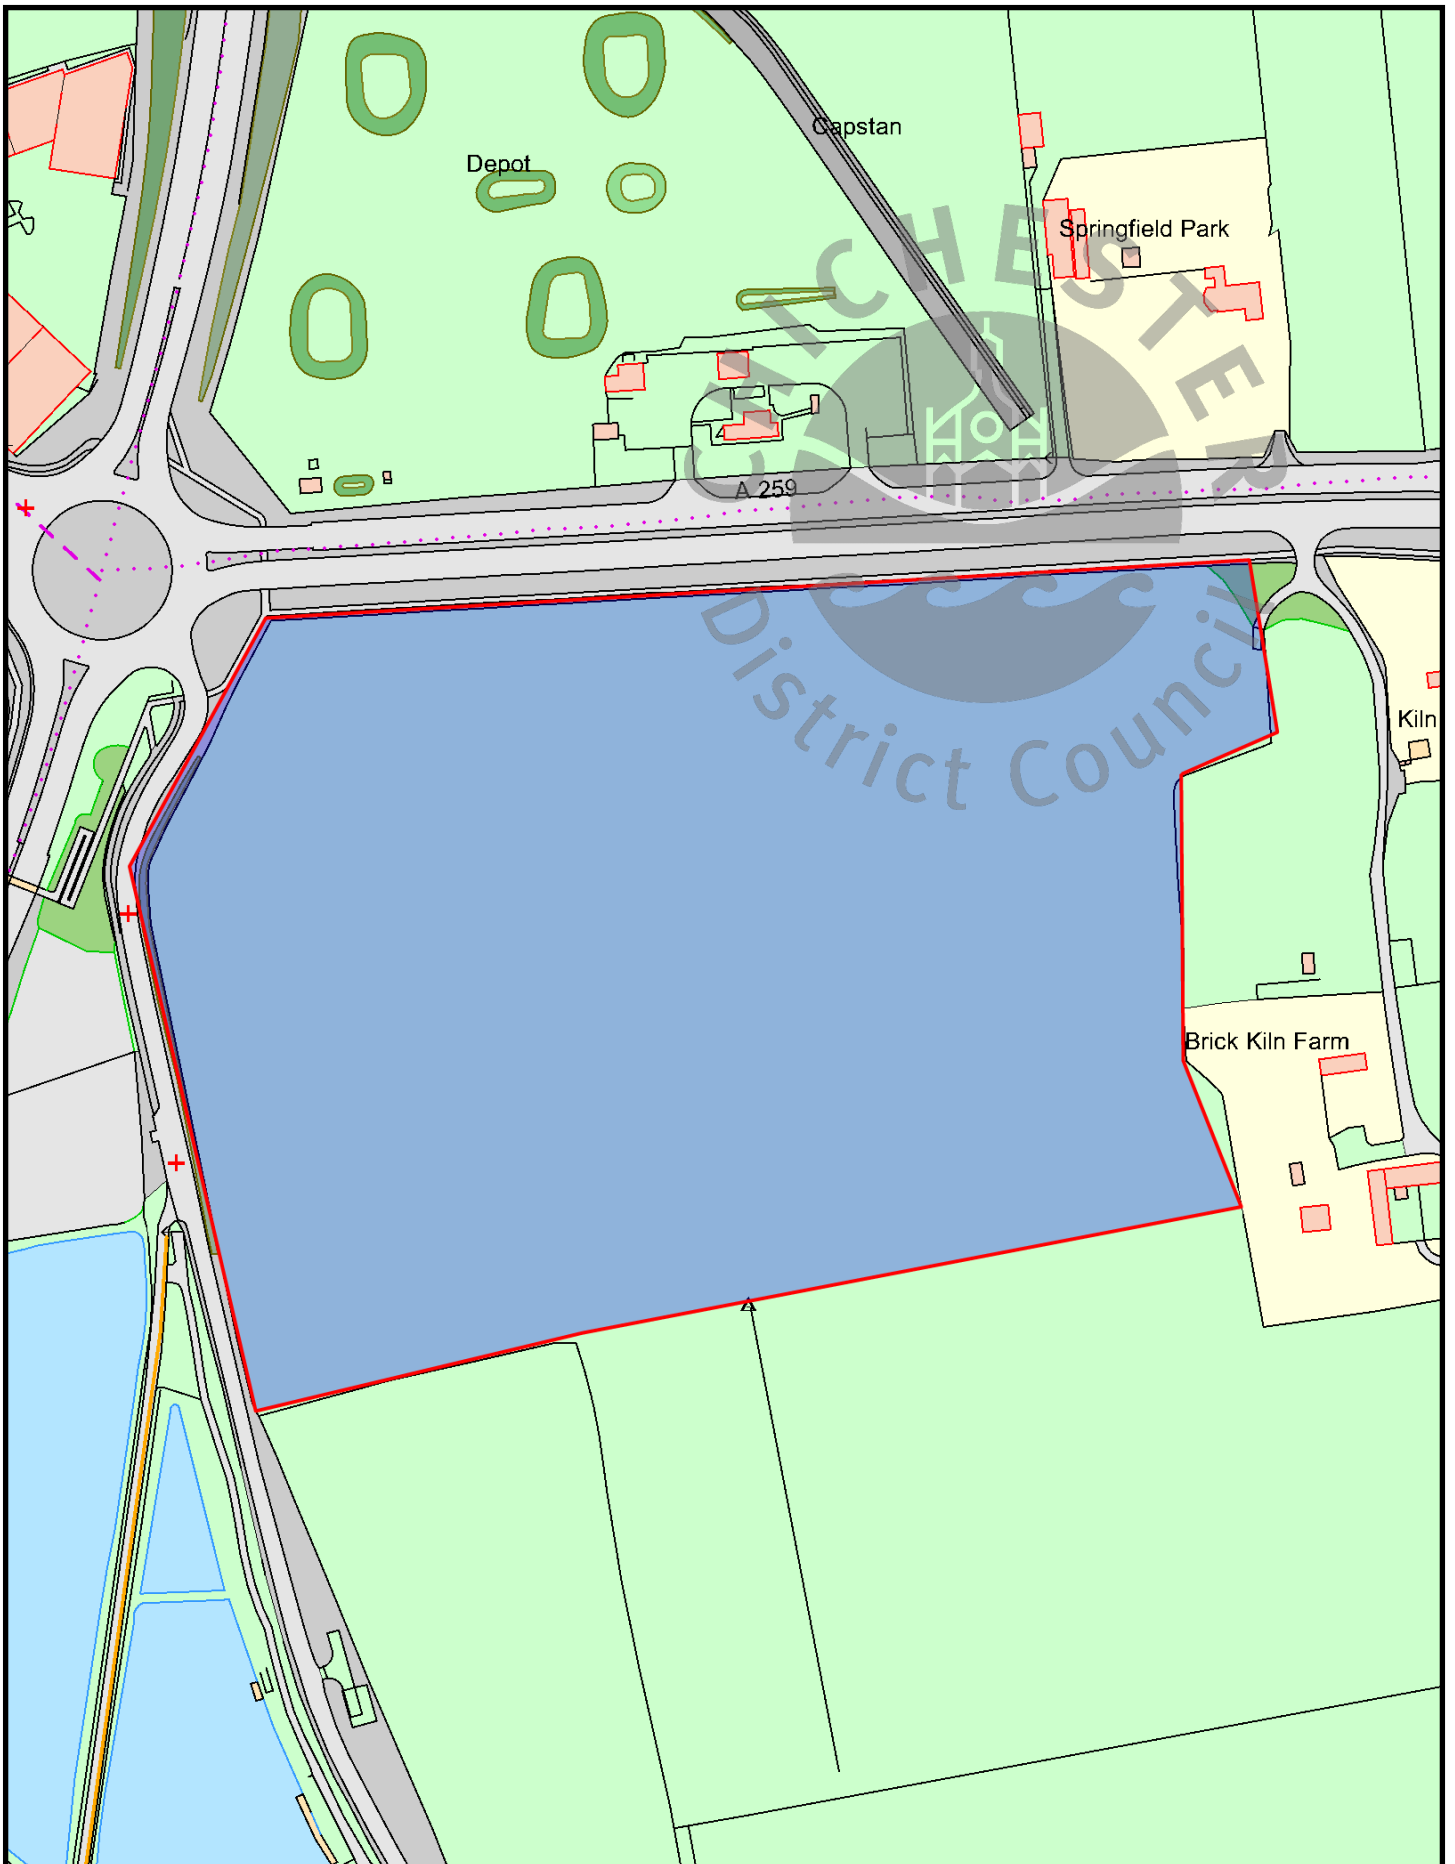 Capstan
Depot
Springfield Park
CHICHESTER
A 259
District Council
Kiln
Brick Kiln Farm